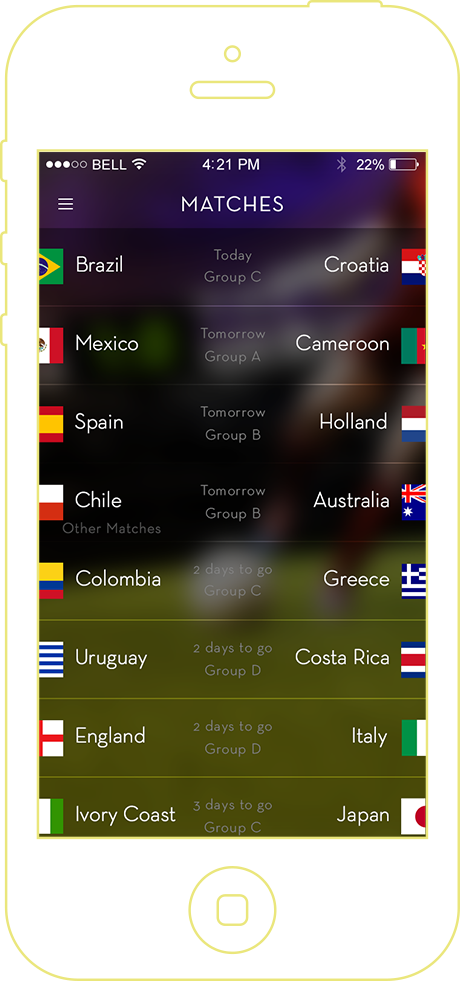 BELL 4:21 PM 22%
MATCHES
Brazil Today Croatia
Group C
Mexico Tomorrow Cameroon
Group A
Spain Tomorrow Holland
Group B
Chile Tomorrow Australia
Group B
Other Matches
Colombia 2 days to go Greece
Group C
Uruguay 2 days to go Costa Rica
Group D
England 2 days to go Italy
Group D
Ivory Coast 3 days to go Japan
Group C